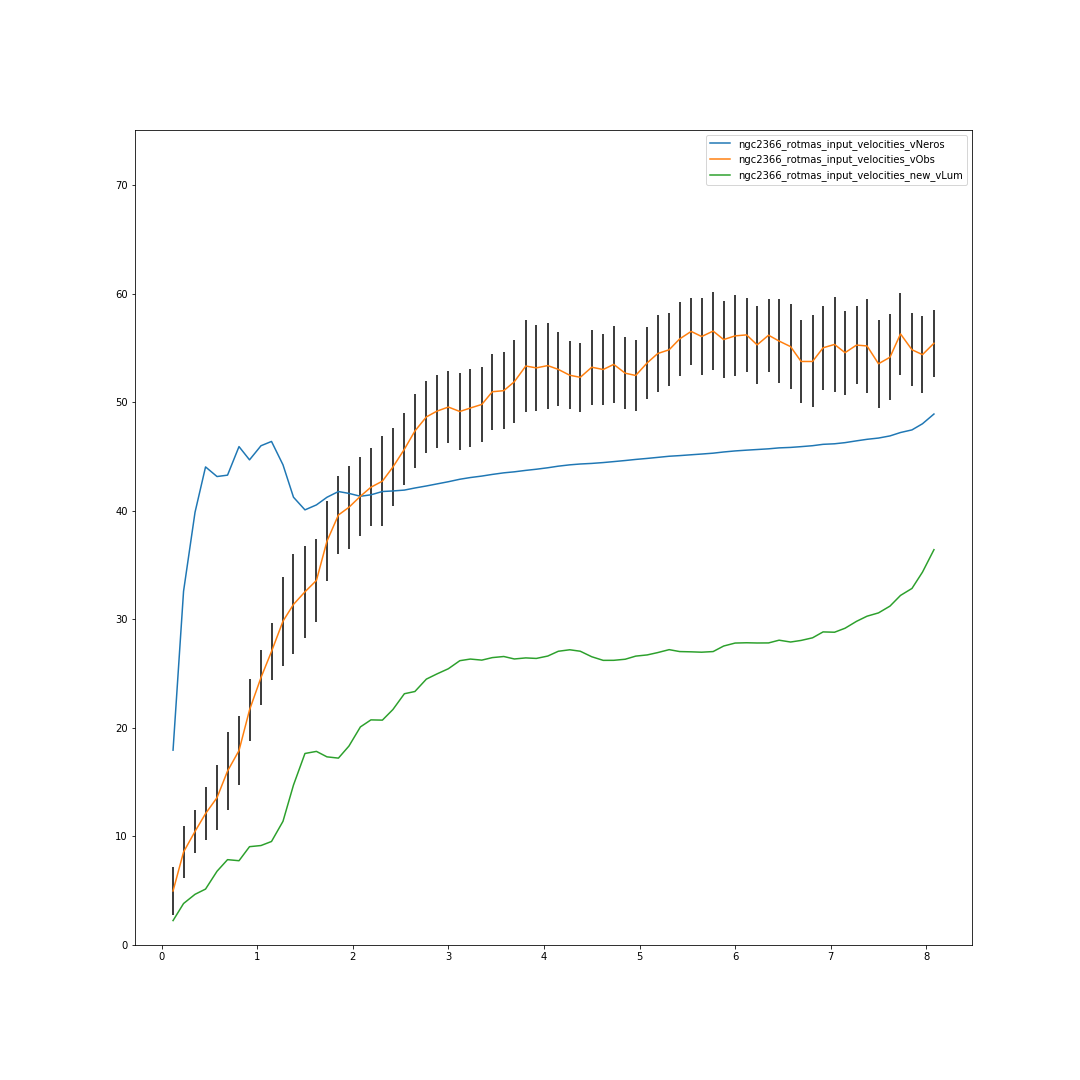 ngc2366_rotmas_input_velocities_vNeros
ngc2366_rotmas_input_velocities_vObs
ngc2366_rotmas_input_velocities_new_vLum
70
60
50
40
30
20
10
0
0 1 2 3 4 5 6 7 8